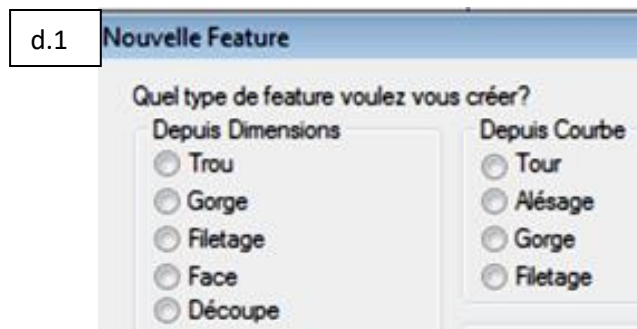 d.1
Nouvelle Feature
Quel type de feature voulez vous créer?
Depuis Dimensions
Trou
Gorge
Filetage
Face
Découpe
Depuis Courbe
Tour
Alésage
Gorge
Filetage